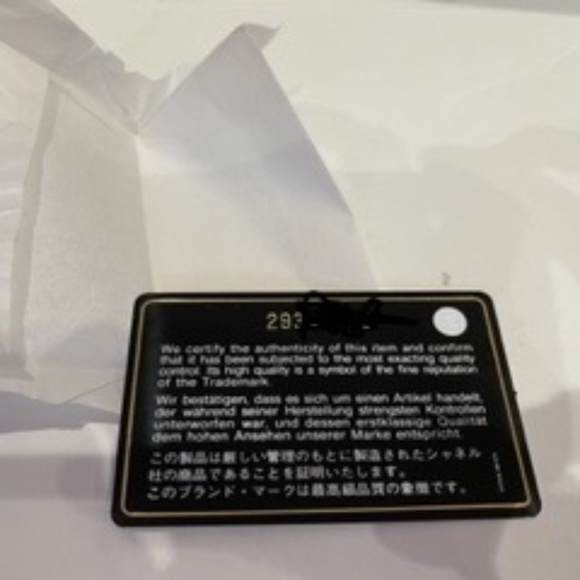 293
We certify the authenticity of this item and confirm
that it has been subjected to the most exacting quality
control. Its high quality is a symbol of the fine reputation
of the Trademark.
Wir bestätigen, dass es sich um einen Artikel handelt,
der während seiner Herstellung strengsten Kontrollen
unterworfen war, und dessen erstklassige Qualität
dem hohen Ansehen unserer Marke entspricht.
この製品は厳しい管理のもとに製造されたシャネル
社の商品であることを証明いたします。
このブランド・マークは最高級品質の象徴です。